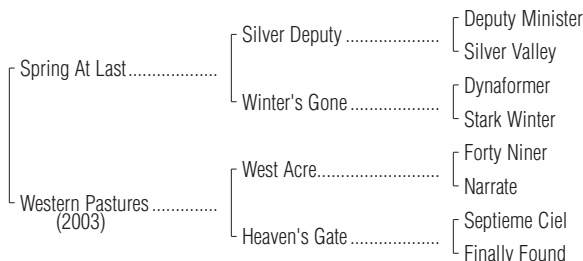 Deputy Minister
Silver Deputy ....................
Silver Valley
Spring At Last...................
Dynaformer
Winter's Gone ...................
Stark Winter
Forty Niner
West Acre..........................
Narrate
Western Pastures ..............
(2003)
Septieme Ciel
Heaven's Gate ...................
Finally Found